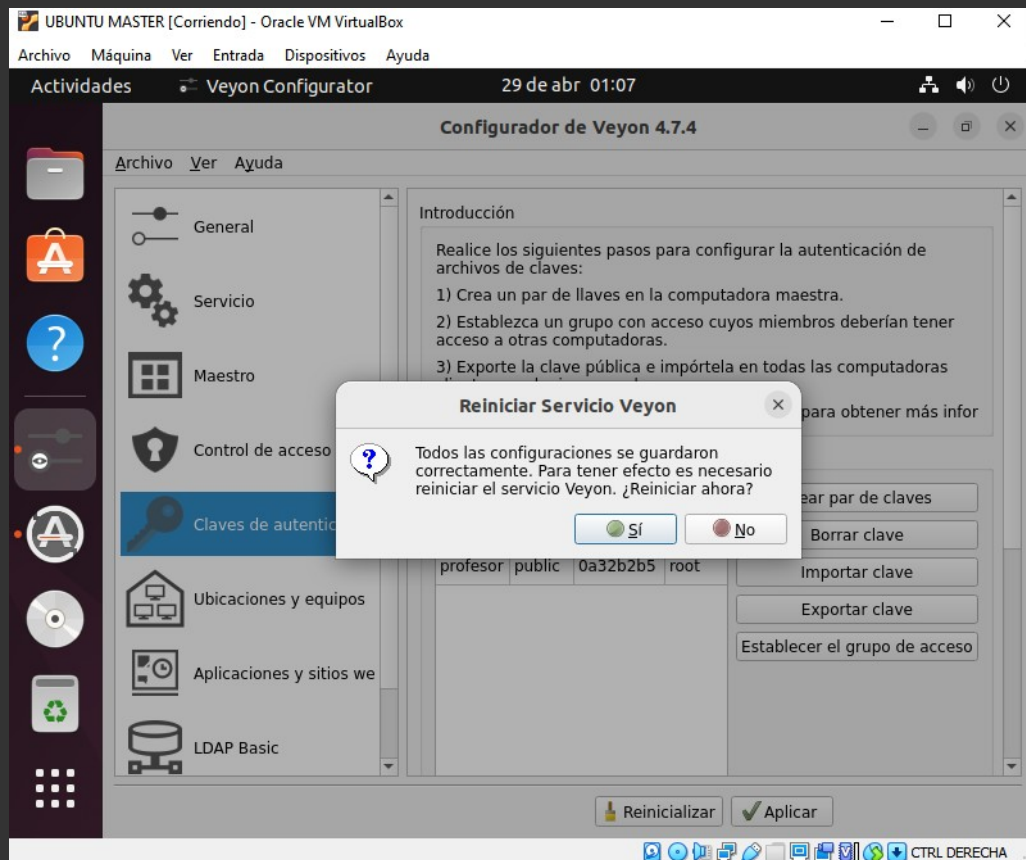 UBUNTU MASTER [Corriendo] - Oracle VM VirtualBox
Archivo Máquina Ver Entrada Dispositivos Ayuda
Actividades Veyon Configurator 29 de abr 01:07
Configurador de Veyon 4.7.4
Archivo Ver Ayuda
General
Servicio
Maestro
Control de acceso
Claves de autentic
Ubicaciones y equipos
Aplicaciones y sitios we
LDAP Basic
Introducción
Realice los siguientes pasos para configurar la autenticación de
archivos de claves:
1) Crea un par de llaves en la computadora maestra.
2) Establezca un grupo con acceso cuyos miembros deberían tener
acceso a otras computadoras.
3) Exporte la clave pública e impórtela en todas las computadoras
para obtener más infor
Reiniciar Servicio Veyon
Todos las configuraciones se guardaron
correctamente. Para tener efecto es necesario
reiniciar el servicio Veyon. ¿Reiniciar ahora?
Sí No
ear par de claves
Borrar clave
profesor public 0a32b2b5 root
Importar clave
Exportar clave
Establecer el grupo de acceso
Reinicializar Aplicar
CTRL DERECHA